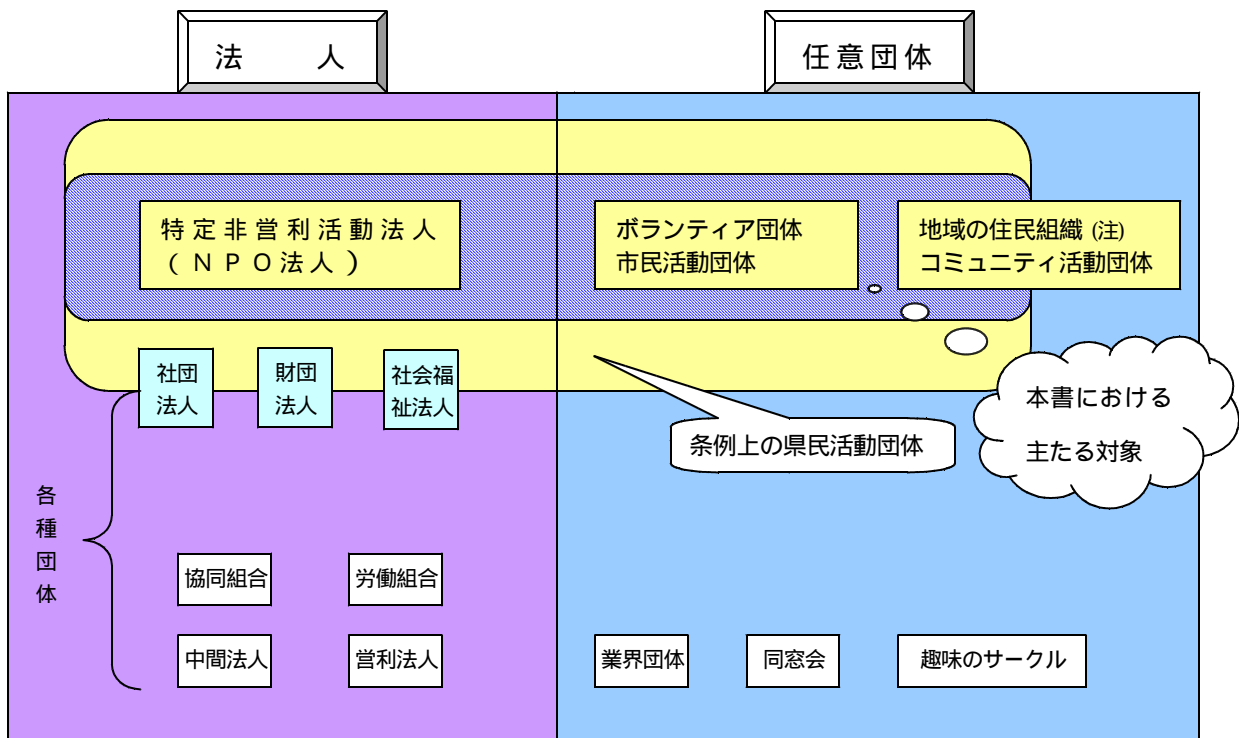 法　　人
任意団体
特定非営利活動法人
（ＮＰＯ法人）
ボランティア団体
市民活動団体
地域の住民組織 (注)
コミュニティ活動団体
社団
法人
財団
法人
社会福
祉法人
本書における
主たる対象
条例上の県民活動団体
各種団体
協同組合
労働組合
中間法人
営利法人
業界団体
同窓会
趣味のサークル